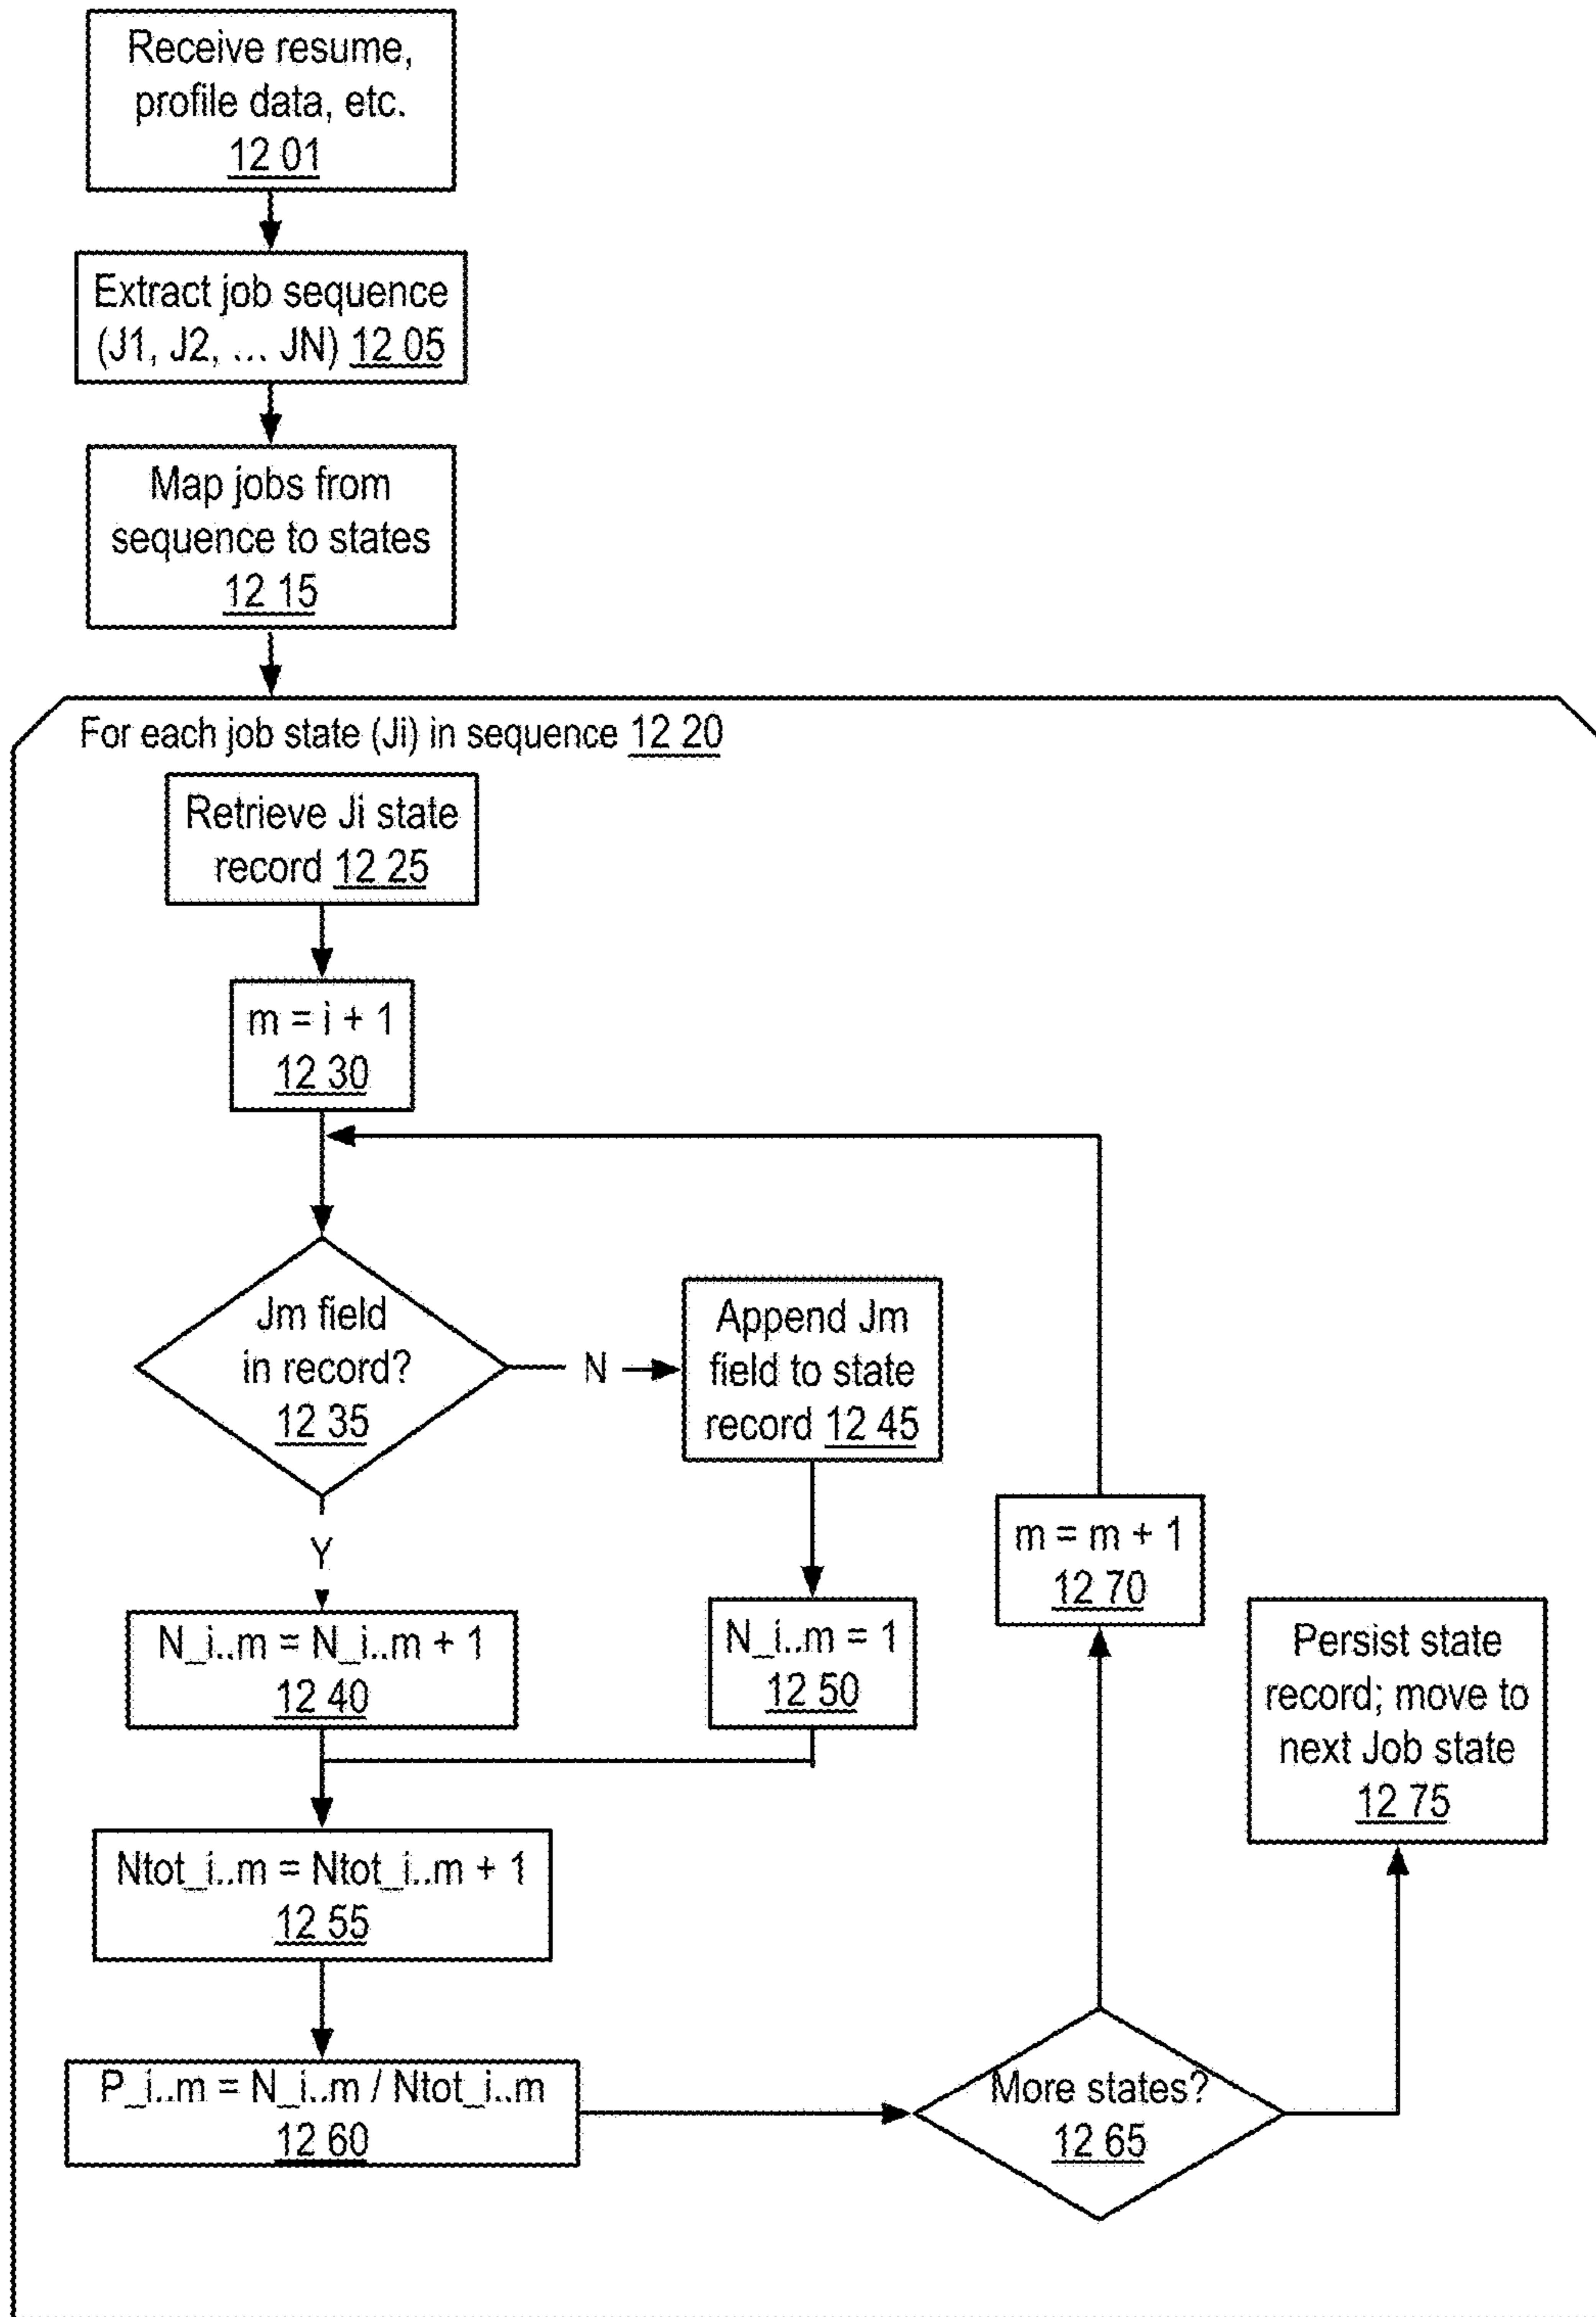 Receive resume,
profile data, etc.
12 01
Extract job sequence
(J1, J2, ... JN) 12 05
Map jobs from
sequence to states
12 15
For each job state (Ji) in sequence 12 20
Retrieve Ji state
record 12 25
m = i + 1
12 30
Jm field
in record?
12 35
N
Append Jm
field to state
record 12 45
Y
N_i..m = N_i..m + 1
12 40
N_i..m = 1
12 50
m = m + 1
12 70
Persist state
record; move to
next Job state
12 75
Ntot_i..m = Ntot_i..m + 1
12 55
P_i..m = N_i..m / Ntot_i..m
12 60
More states?
12 65